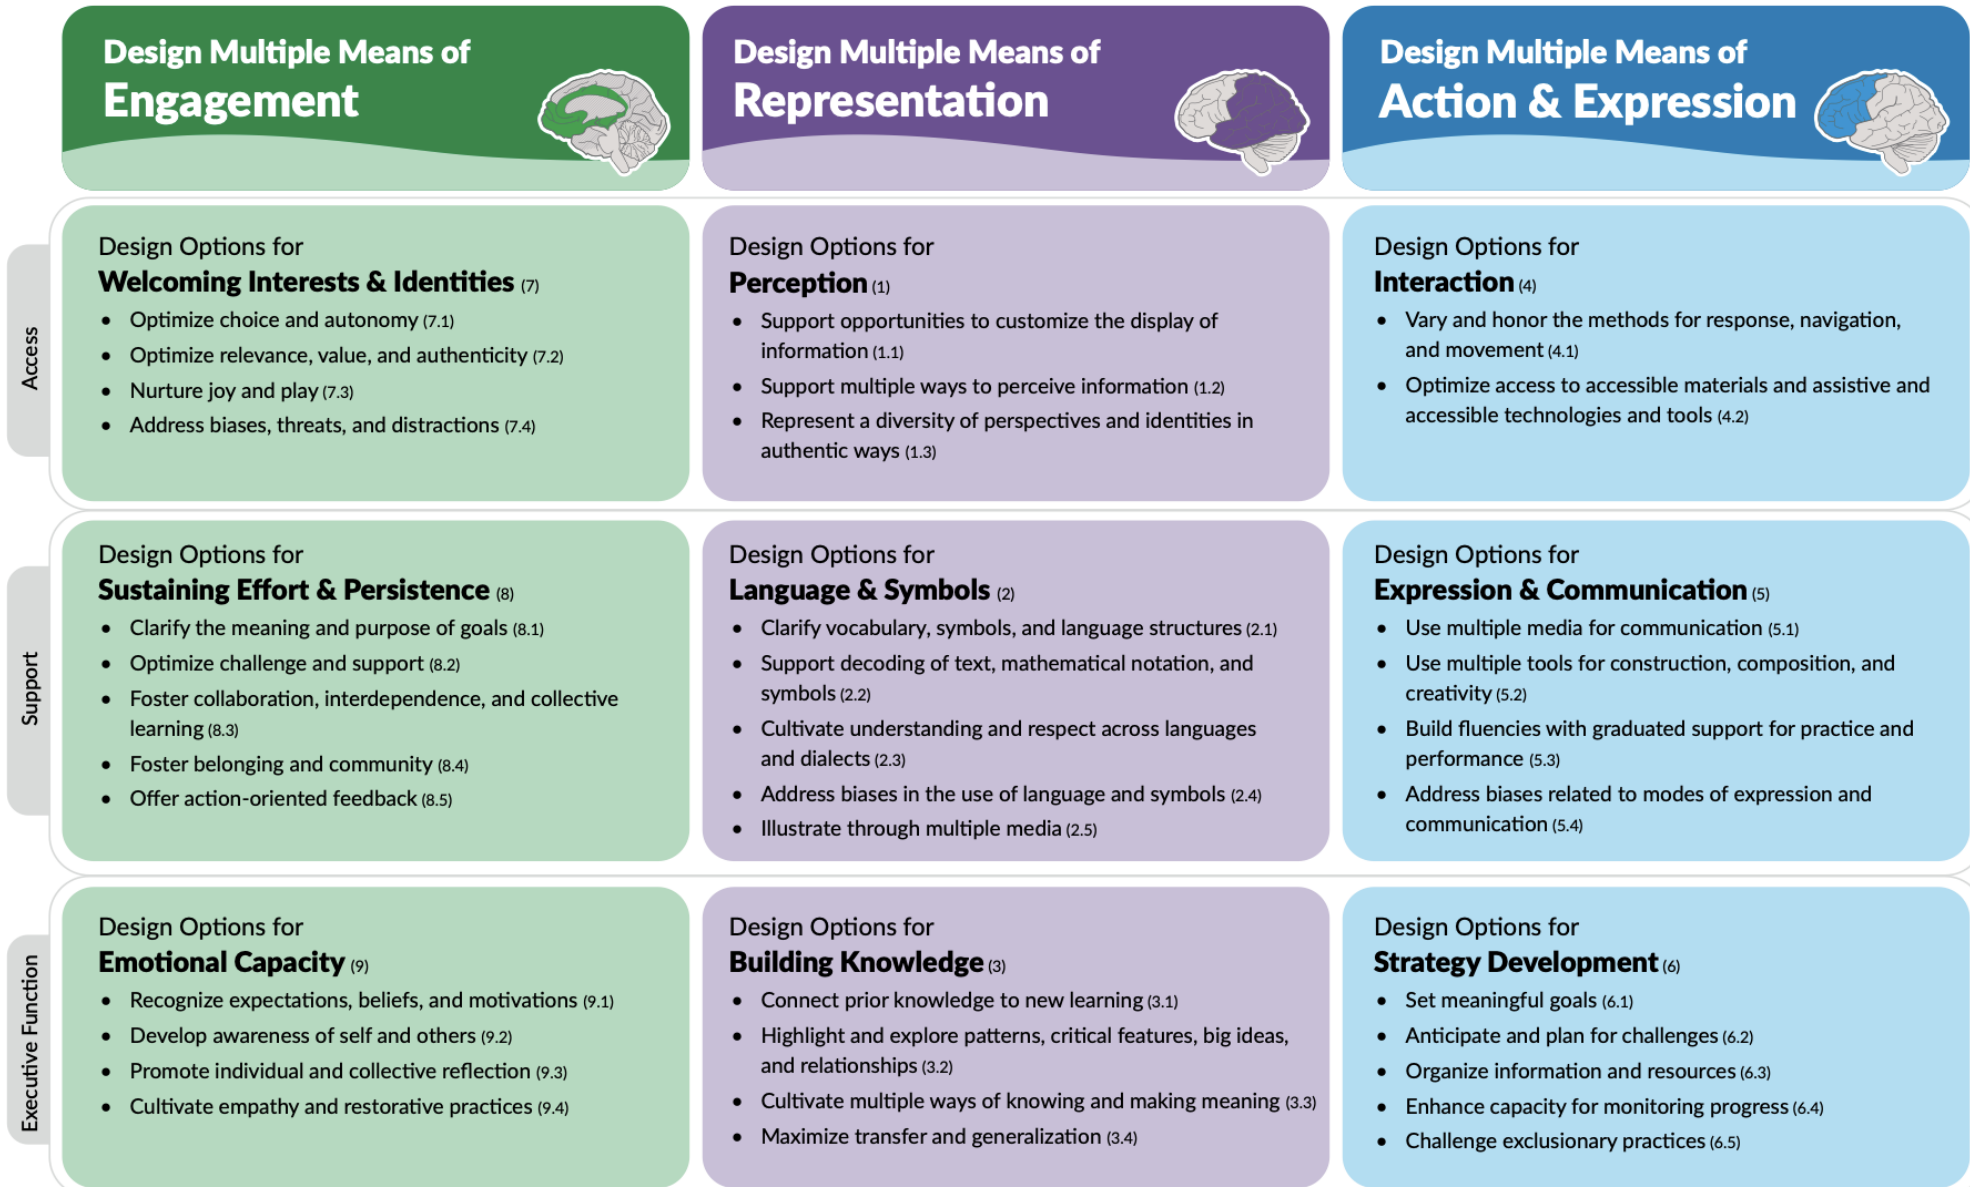 Design Multiple Means of
Engagement
Design Multiple Means of
Representation
Design Multiple Means of
Action & Expression
Access
Design Options for
Welcoming Interests & Identities (7)
• Optimize choice and autonomy (7.1)
• Optimize relevance, value, and authenticity (7.2)
• Nurture joy and play (7.3)
• Address biases, threats, and distractions (7.4)
Design Options for
Perception (1)
• Support opportunities to customize the display of
information (1.1)
• Support multiple ways to perceive information (1.2)
• Represent a diversity of perspectives and identities in
authentic ways (1.3)
Design Options for
Interaction (4)
• Vary and honor the methods for response, navigation,
and movement (4.1)
• Optimize access to accessible materials and assistive and
accessible technologies and tools (4.2)
Support
Design Options for
Sustaining Effort & Persistence (8)
• Clarify the meaning and purpose of goals (8.1)
• Optimize challenge and support (8.2)
• Foster collaboration, interdependence, and collective
learning (8.3)
• Foster belonging and community (8.4)
• Offer action-oriented feedback (8.5)
Design Options for
Language & Symbols (2)
• Clarify vocabulary, symbols, and language structures (2.1)
• Support decoding of text, mathematical notation, and
symbols (2.2)
• Cultivate understanding and respect across languages
and dialects (2.3)
• Address biases in the use of language and symbols (2.4)
• Illustrate through multiple media (2.5)
Design Options for
Expression & Communication (5)
• Use multiple media for communication (5.1)
• Use multiple tools for construction, composition, and
creativity (5.2)
• Build fluencies with graduated support for practice and
performance (5.3)
• Address biases related to modes of expression and
communication (5.4)
Executive Function
Design Options for
Emotional Capacity (9)
• Recognize expectations, beliefs, and motivations (9.1)
• Develop awareness of self and others (9.2)
• Promote individual and collective reflection (9.3)
• Cultivate empathy and restorative practices (9.4)
Design Options for
Building Knowledge (3)
• Connect prior knowledge to new learning (3.1)
• Highlight and explore patterns, critical features, big ideas,
and relationships (3.2)
• Cultivate multiple ways of knowing and making meaning (3.3)
• Maximize transfer and generalization (3.4)
Design Options for
Strategy Development (6)
• Set meaningful goals (6.1)
• Anticipate and plan for challenges (6.2)
• Organize information and resources (6.3)
• Enhance capacity for monitoring progress (6.4)
• Challenge exclusionary practices (6.5)